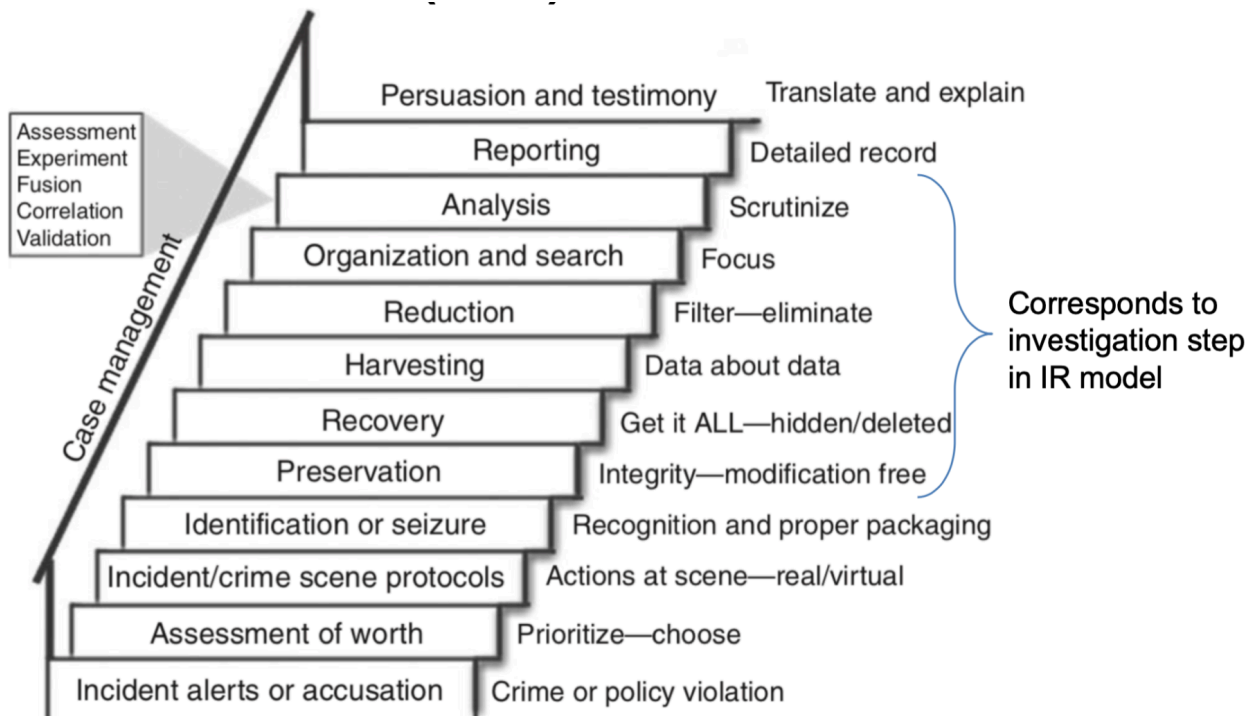 Persuasion and testimony Translate and explain
Assessment
Experiment
Fusion
Correlation
Validation
Reporting Detailed record
Analysis Scrutinize
Organization and search Focus
Reduction Filter—eliminate
Harvesting Data about data
Recovery Get it ALL—hidden/deleted
Preservation Integrity—modification free
Identification or seizure Recognition and proper packaging
Incident/crime scene protocols Actions at scene—real/virtual
Assessment of worth Prioritize—choose
Incident alerts or accusation Crime or policy violation
Case management
Corresponds to
investigation step
in IR model